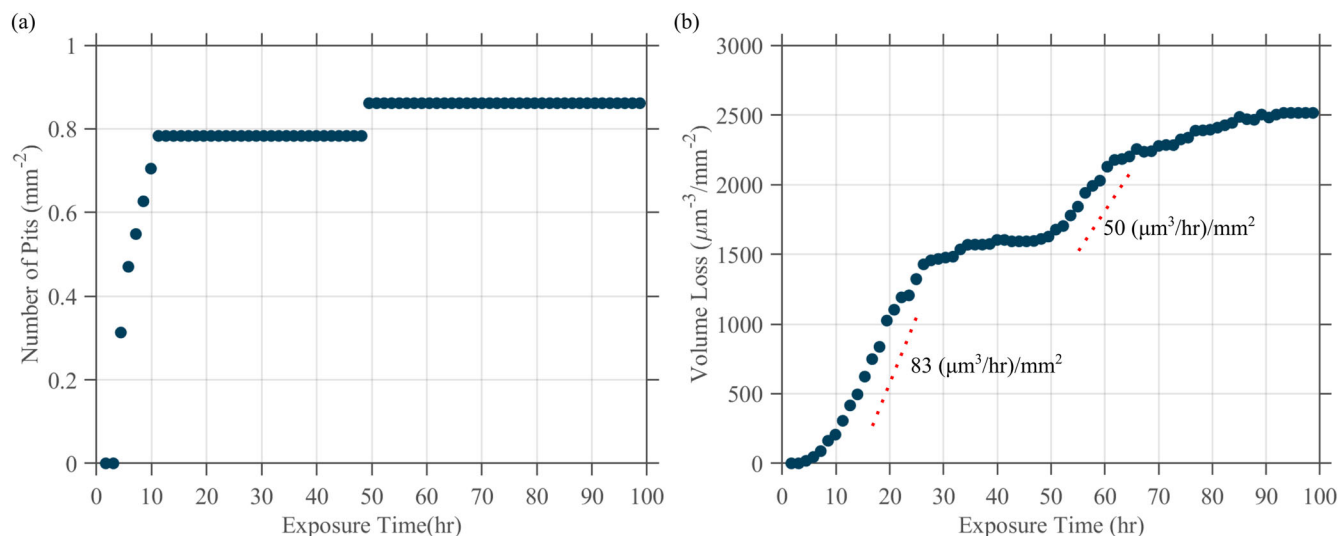 (a)
1
0.8
0.6
0.4
0.2
0
Number of Pits (mm⁻²)
0 10 20 30 40 50 60 70 80 90 100
Exposure Time(hr)
(b)
3000
2500
2000
1500
1000
500
0
Volume Loss (μm⁻³/mm⁻²)
50 (μm³/hr)/mm²
83 (μm³/hr)/mm²
0 10 20 30 40 50 60 70 80 90 100
Exposure Time (hr)